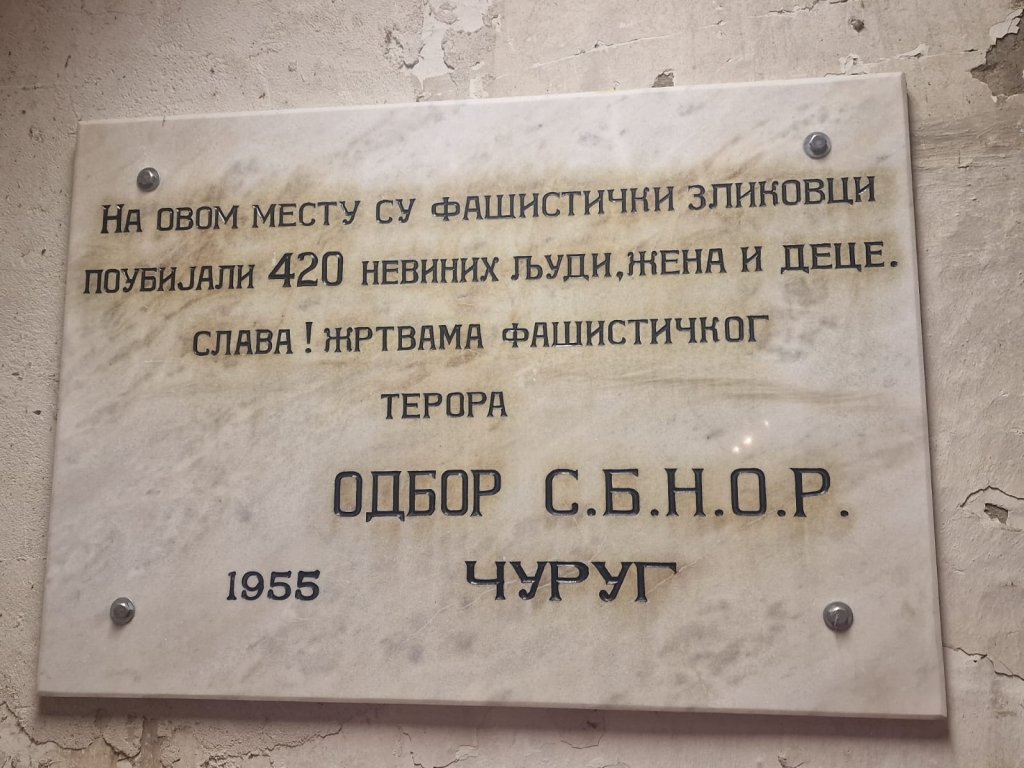 На овом месту су фашистички зликовци
поубијали 420 невиних људи, жена и деце.
Слава! жртвама фашистичког
терора
ОДБОР С.Б.Н.О.Р.
1955 ЧУРУГ